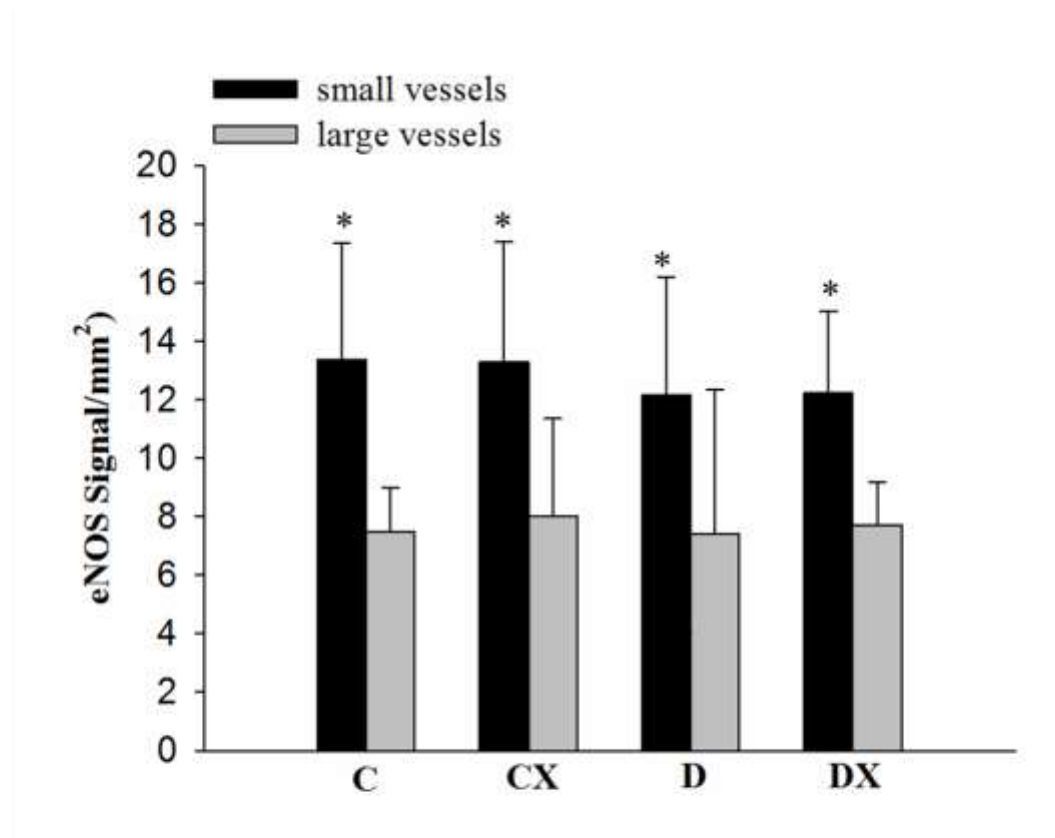 small vessels
large vessels
20
18
16
14
12
10
8
6
4
2
0
eNOS Signal/mm²
* * * *
C CX D DX